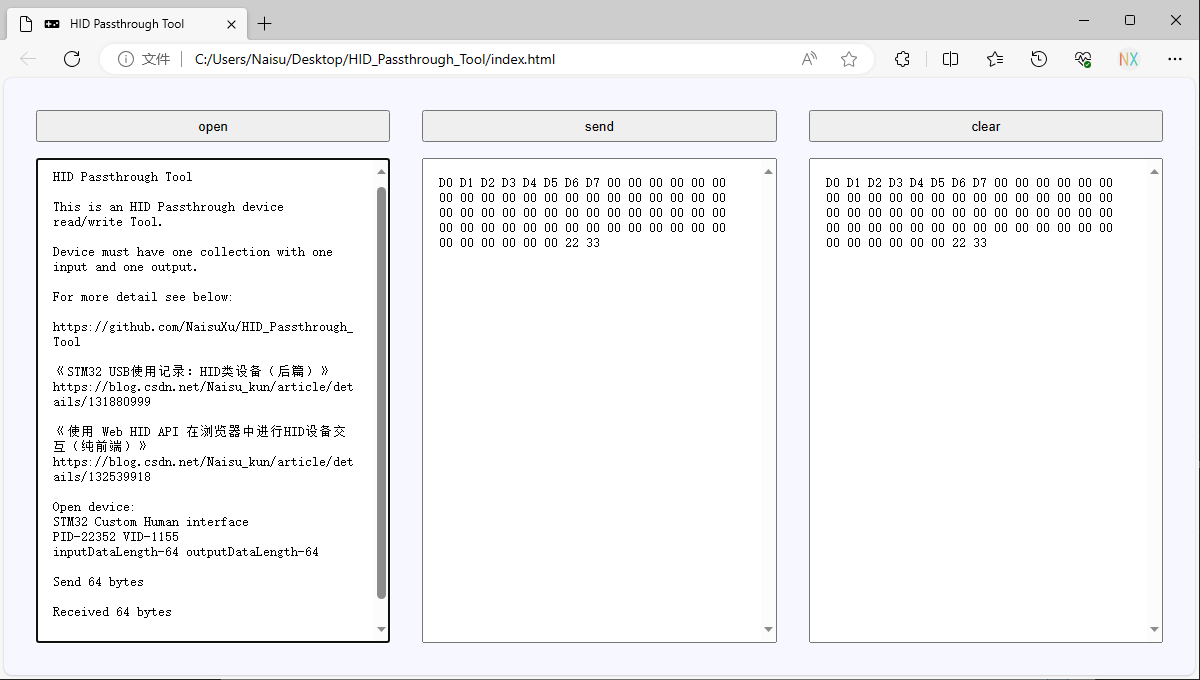 HID Passthrough Tool
文件
C:/Users/Naisu/Desktop/HID_Passthrough_Tool/index.html
A
NX
open
send
clear
HID Passthrough Tool
This is an HID Passthrough device
read/write Tool.
Device must have one collection with one
input and one output.
For more detail see below:
https://github.com/NaisuXu/HID_Passthrough_
Tool
《STM32 USB使用记录：HID类设备（后篇）》
https://blog.csdn.net/Naisu_kun/article/det
ails/131880999
《使用 Web HID API 在浏览器中进行HID设备交
互（纯前端）》
https://blog.csdn.net/Naisu_kun/article/det
ails/132539918
Open device:
STM32 Custom Human interface
PID-22352 VID-1155
inputDataLength-64 outputDataLength-64
Send 64 bytes
Received 64 bytes
D0 D1 D2 D3 D4 D5 D6 D7 00 00 00 00 00 00
00 00 00 00 00 00 00 00 00 00 00 00 00 00
00 00 00 00 00 00 00 00 00 00 00 00 00 00
00 00 00 00 00 00 00 00 00 00 00 00 00 00
00 00 00 00 00 00 22 33
D0 D1 D2 D3 D4 D5 D6 D7 00 00 00 00 00 00
00 00 00 00 00 00 00 00 00 00 00 00 00 00
00 00 00 00 00 00 00 00 00 00 00 00 00 00
00 00 00 00 00 00 00 00 00 00 00 00 00 00
00 00 00 00 00 00 22 33